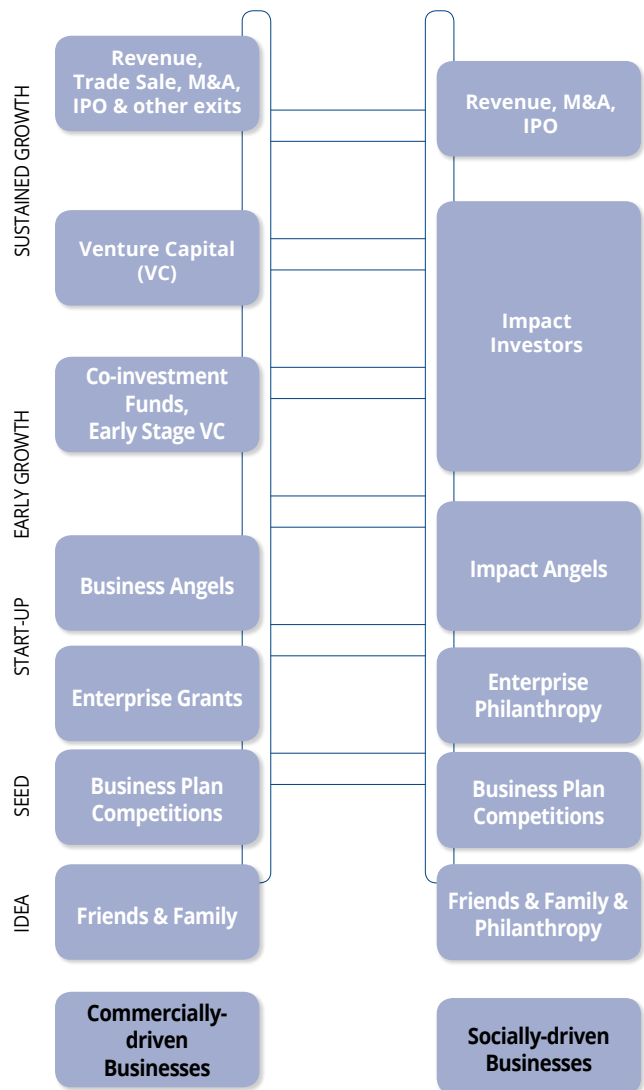 SUSTAINED GROWTH
Revenue,
Trade Sale, M&A,
IPO & other exits
Revenue, M&A,
IPO
Venture Capital
(VC)
Impact
Investors
EARLY GROWTH
Co-investment
Funds,
Early Stage VC
START-UP
Business Angels
Impact Angels
Enterprise Grants
Enterprise
Philanthropy
SEED
Business Plan
Competitions
Business Plan
Competitions
IDEA
Friends & Family
Friends & Family &
Philanthropy
Commercially-
driven
Businesses
Socially-driven
Businesses